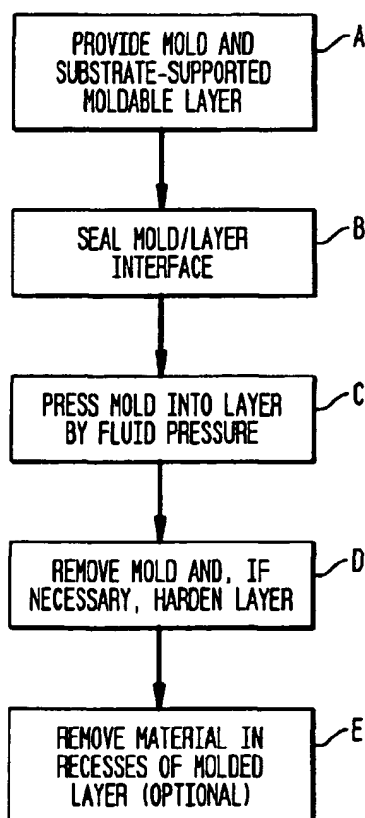 PROVIDE MOLD AND
SUBSTRATE-SUPPORTED
MOLDABLE LAYER
A
SEAL MOLD/LAYER
INTERFACE
B
PRESS MOLD INTO LAYER
BY FLUID PRESSURE
C
REMOVE MOLD AND, IF
NECESSARY, HARDEN LAYER
D
REMOVE MATERIAL IN
RECESSES OF MOLDED
LAYER (OPTIONAL)
E